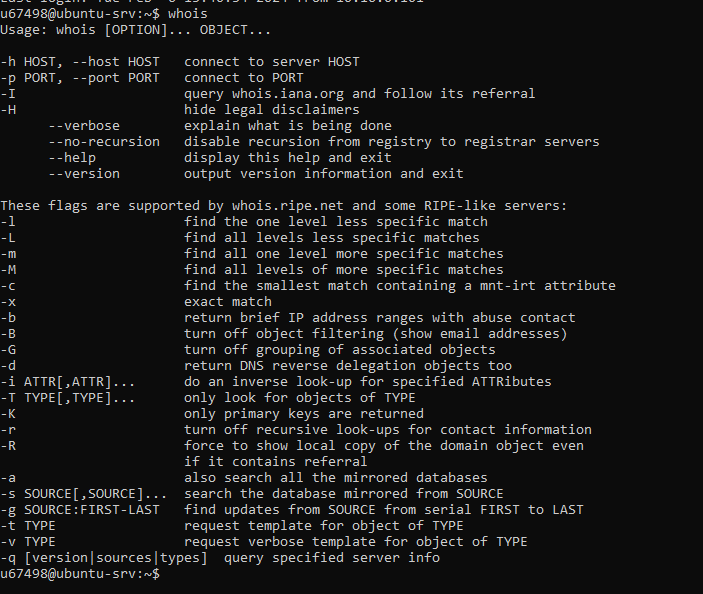 u67498@ubuntu-srv:~$ whois
Usage: whois [OPTION]... OBJECT...

-h HOST, --host HOST   connect to server HOST
-p PORT, --port PORT   connect to PORT
-I                     query whois.iana.org and follow its referral
-H                     hide legal disclaimers
      --verbose        explain what is being done
      --no-recursion   disable recursion from registry to registrar servers
      --help           display this help and exit
      --version        output version information and exit

These flags are supported by whois.ripe.net and some RIPE-like servers:
-l                     find the one level less specific match
-L                     find all levels less specific matches
-m                     find all one level more specific matches
-M                     find all levels of more specific matches
-c                     find the smallest match containing a mnt-irt attribute
-x                     exact match
-b                     return brief IP address ranges with abuse contact
-B                     turn off object filtering (show email addresses)
-G                     turn off grouping of associated objects
-d                     return DNS reverse delegation objects too
-i ATTR[,ATTR]...      do an inverse look-up for specified ATTRibutes
-T TYPE[,TYPE]...      only look for objects of TYPE
-K                     only primary keys are returned
-r                     turn off recursive look-ups for contact information
-R                     force to show local copy of the domain object even
                       if it contains referral
-a                     also search all the mirrored databases
-s SOURCE[,SOURCE]...  search the database mirrored from SOURCE
-g SOURCE:FIRST-LAST   find updates from SOURCE from serial FIRST to LAST
-t TYPE                request template for object of TYPE
-v TYPE                request verbose template for object of TYPE
-q [version|sources|types]  query specified server info
u67498@ubuntu-srv:~$